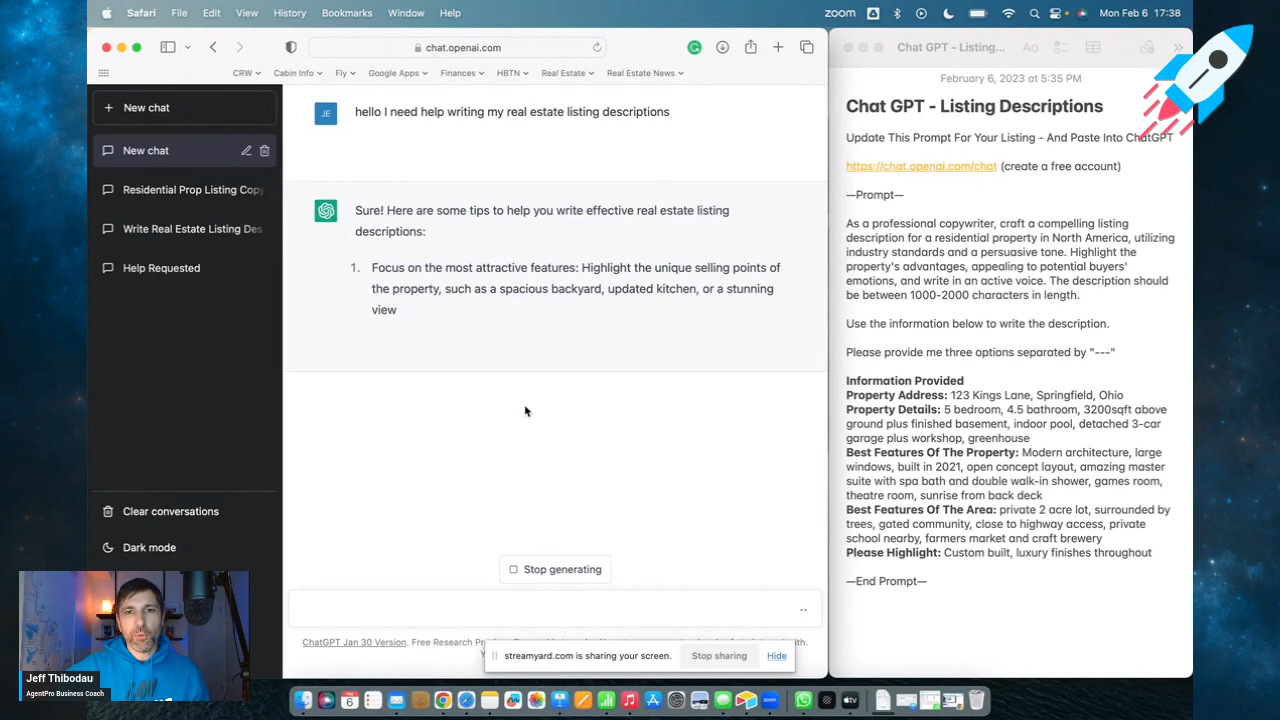 Safari File Edit View History Bookmarks Window Help
zoom
Mon Feb 6 17:38
chat.openai.com
CRW Cabin Info Fly Google Apps Finances HBTN Real Estate Real Estate News
New chat
New chat
Residential Prop Listing Copy
Write Real Estate Listing Des
Help Requested
Clear conversations
Dark mode
JE
hello I need help writing my real estate listing descriptions
Sure! Here are some tips to help you write effective real estate listing
descriptions:
1. Focus on the most attractive features: Highlight the unique selling points of
the property, such as a spacious backyard, updated kitchen, or a stunning
view
Stop generating
ChatGPT Jan 30 Version. Free Research
streamyard.com is sharing your screen. Stop sharing Hide
Chat GPT - Listing... Aa
February 6, 2023 at 5:35 PM
Chat GPT - Listing Descriptions
Update This Prompt For Your Listing - And Paste Into ChatGPT
https://chat.openai.com/chat (create a free account)
—Prompt—
As a professional copywriter, craft a compelling listing
description for a residential property in North America, utilizing
industry standards and a persuasive tone. Highlight the
property's advantages, appealing to potential buyers'
emotions, and write in an active voice. The description should
be between 1000-2000 characters in length.
Use the information below to write the description.
Please provide me three options separated by "---"
Information Provided
Property Address: 123 Kings Lane, Springfield, Ohio
Property Details: 5 bedroom, 4.5 bathroom, 3200sqft above
ground plus finished basement, indoor pool, detached 3-car
garage plus workshop, greenhouse
Best Features Of The Property: Modern architecture, large
windows, built in 2021, open concept layout, amazing master
suite with spa bath and double walk-in shower, games room,
theatre room, sunrise from back deck
Best Features Of The Area: private 2 acre lot, surrounded by
trees, gated community, close to highway access, private
school nearby, farmers market and craft brewery
Please Highlight: Custom built, luxury finishes throughout
—End Prompt—
Jeff Thibodau
AgentPro Business Coach